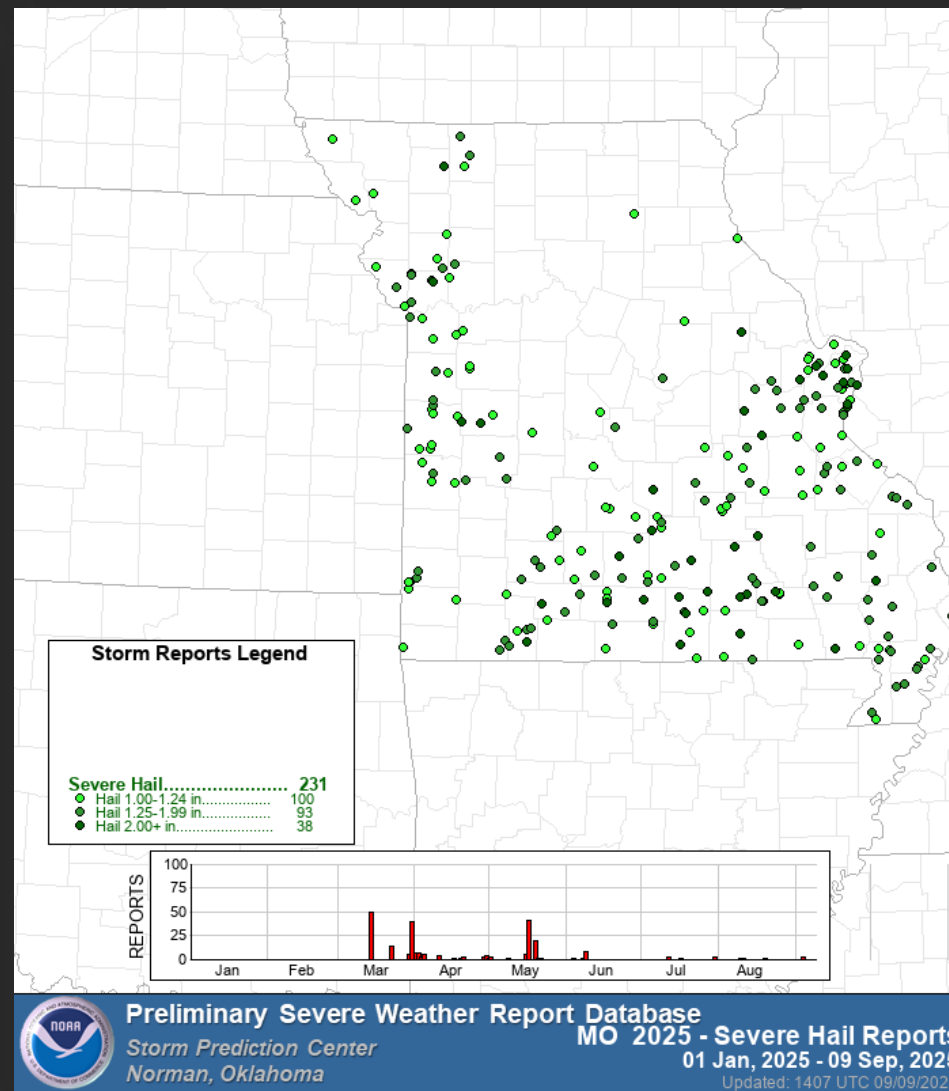 Storm Reports Legend
Severe Hail...................... 231
Hail 1.00-1.24 in................. 100
Hail 1.25-1.99 in................. 93
Hail 2.00+ in........................ 38
REPORTS
100
75
50
25
0
Jan Feb Mar Apr May Jun Jul Aug
NOAA
Preliminary Severe Weather Report Database
MO 2025 - Severe Hail Reports
Storm Prediction Center
01 Jan, 2025 - 09 Sep, 202
Norman, Oklahoma
Updated: 1407 UTC 09/09/202